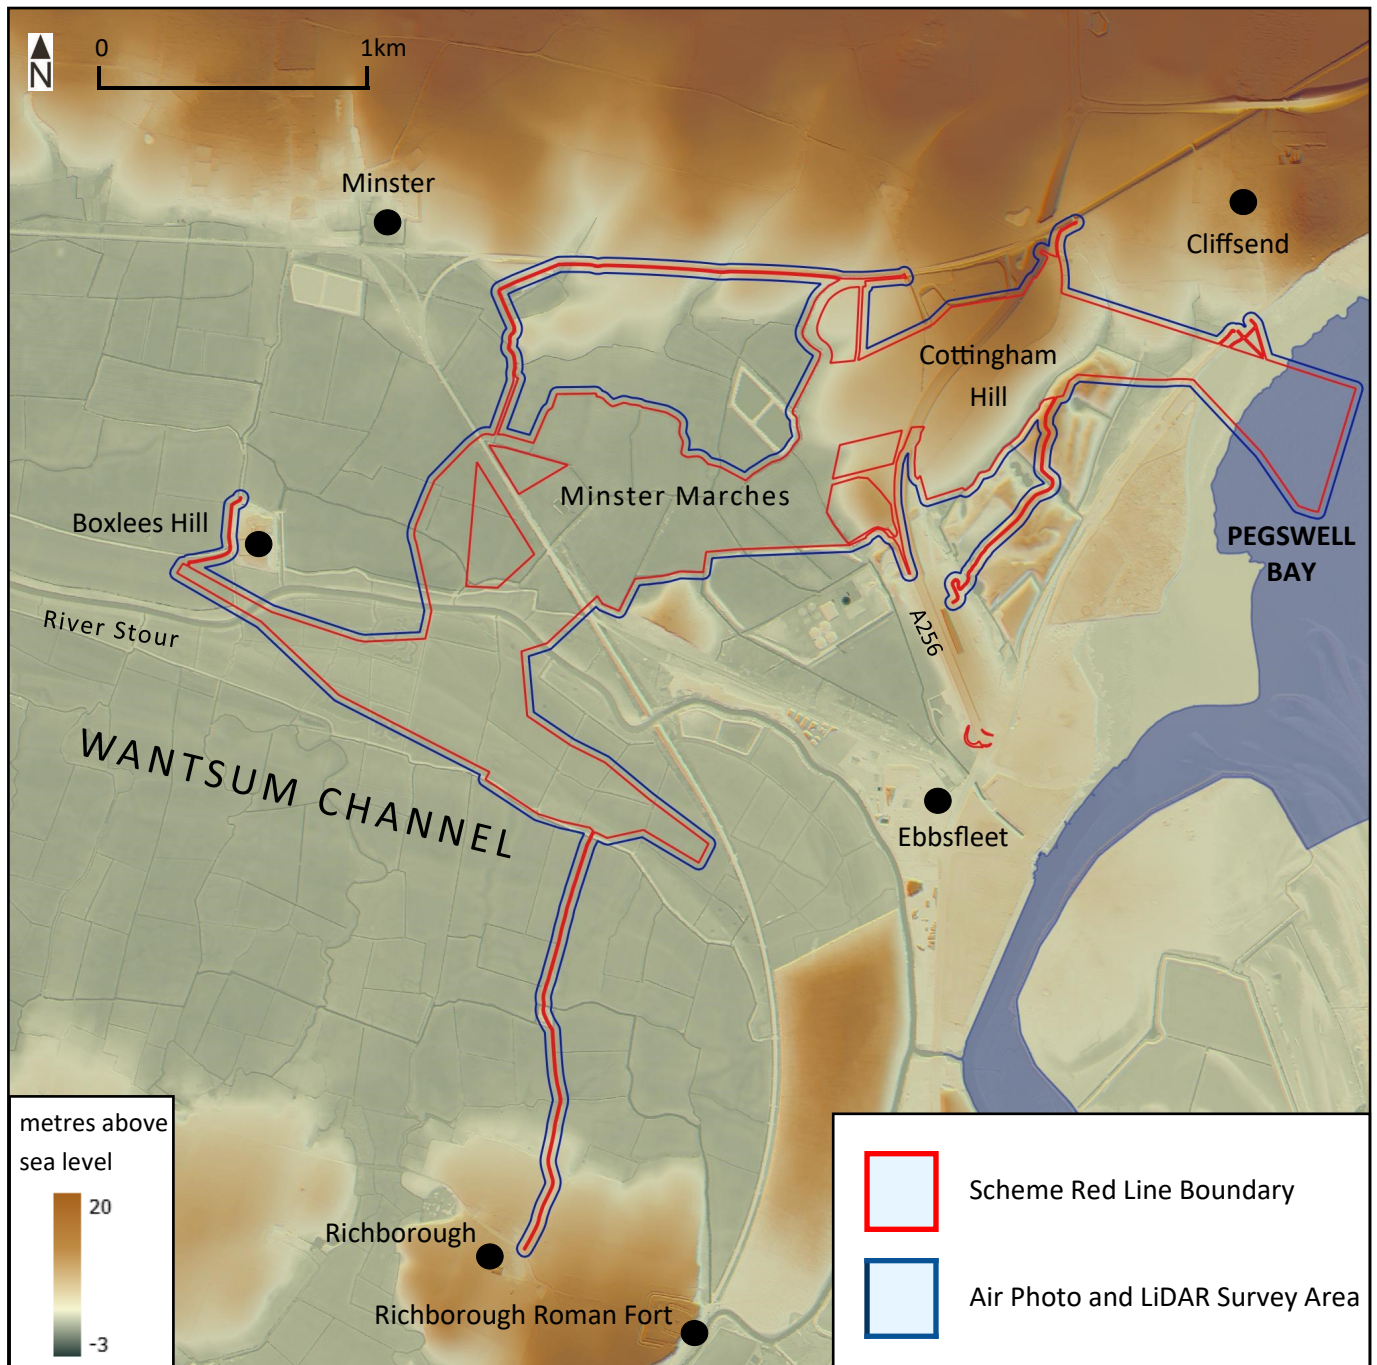 0 1km
N
Minster
Cliffsend
Cottingham
Hill
Minster Marches
Boxlees Hill
PEGSWELL
BAY
River Stour
A256
WANTSUM CHANNEL
Ebbsfleet
metres above
sea level
20
-3
Richborough
Richborough Roman Fort
Scheme Red Line Boundary
Air Photo and LiDAR Survey Area